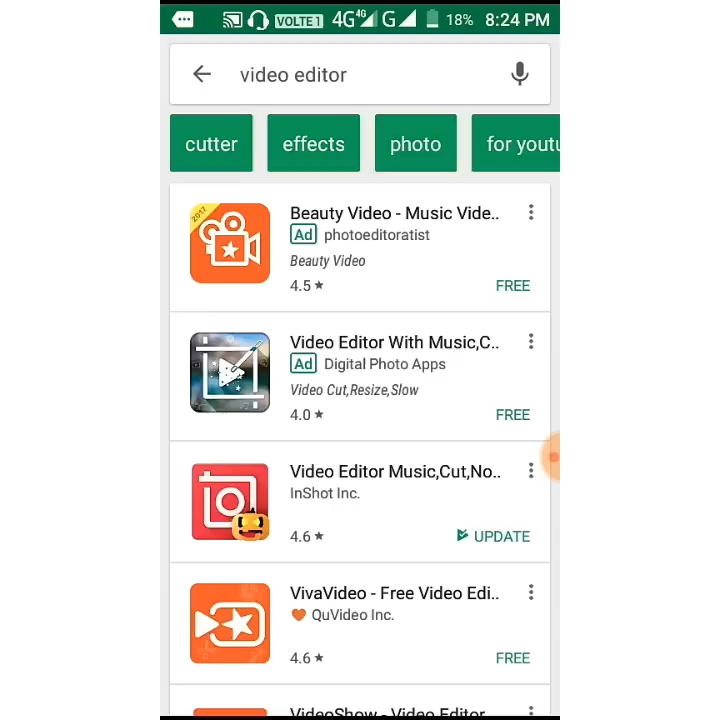 VOLTE 1 4G 4G G 18% 8:24 PM
video editor
cutter effects photo for youtu
2017
Beauty Video - Music Vide..
Ad photoeditoratist
Beauty Video
4.5 FREE
Video Editor With Music,C..
Ad Digital Photo Apps
Video Cut,Resize,Slow
4.0 FREE
Video Editor Music,Cut,No..
InShot Inc.
4.6 UPDATE
VivaVideo - Free Video Edi..
QuVideo Inc.
4.6 FREE
VideoShow - Video Editor